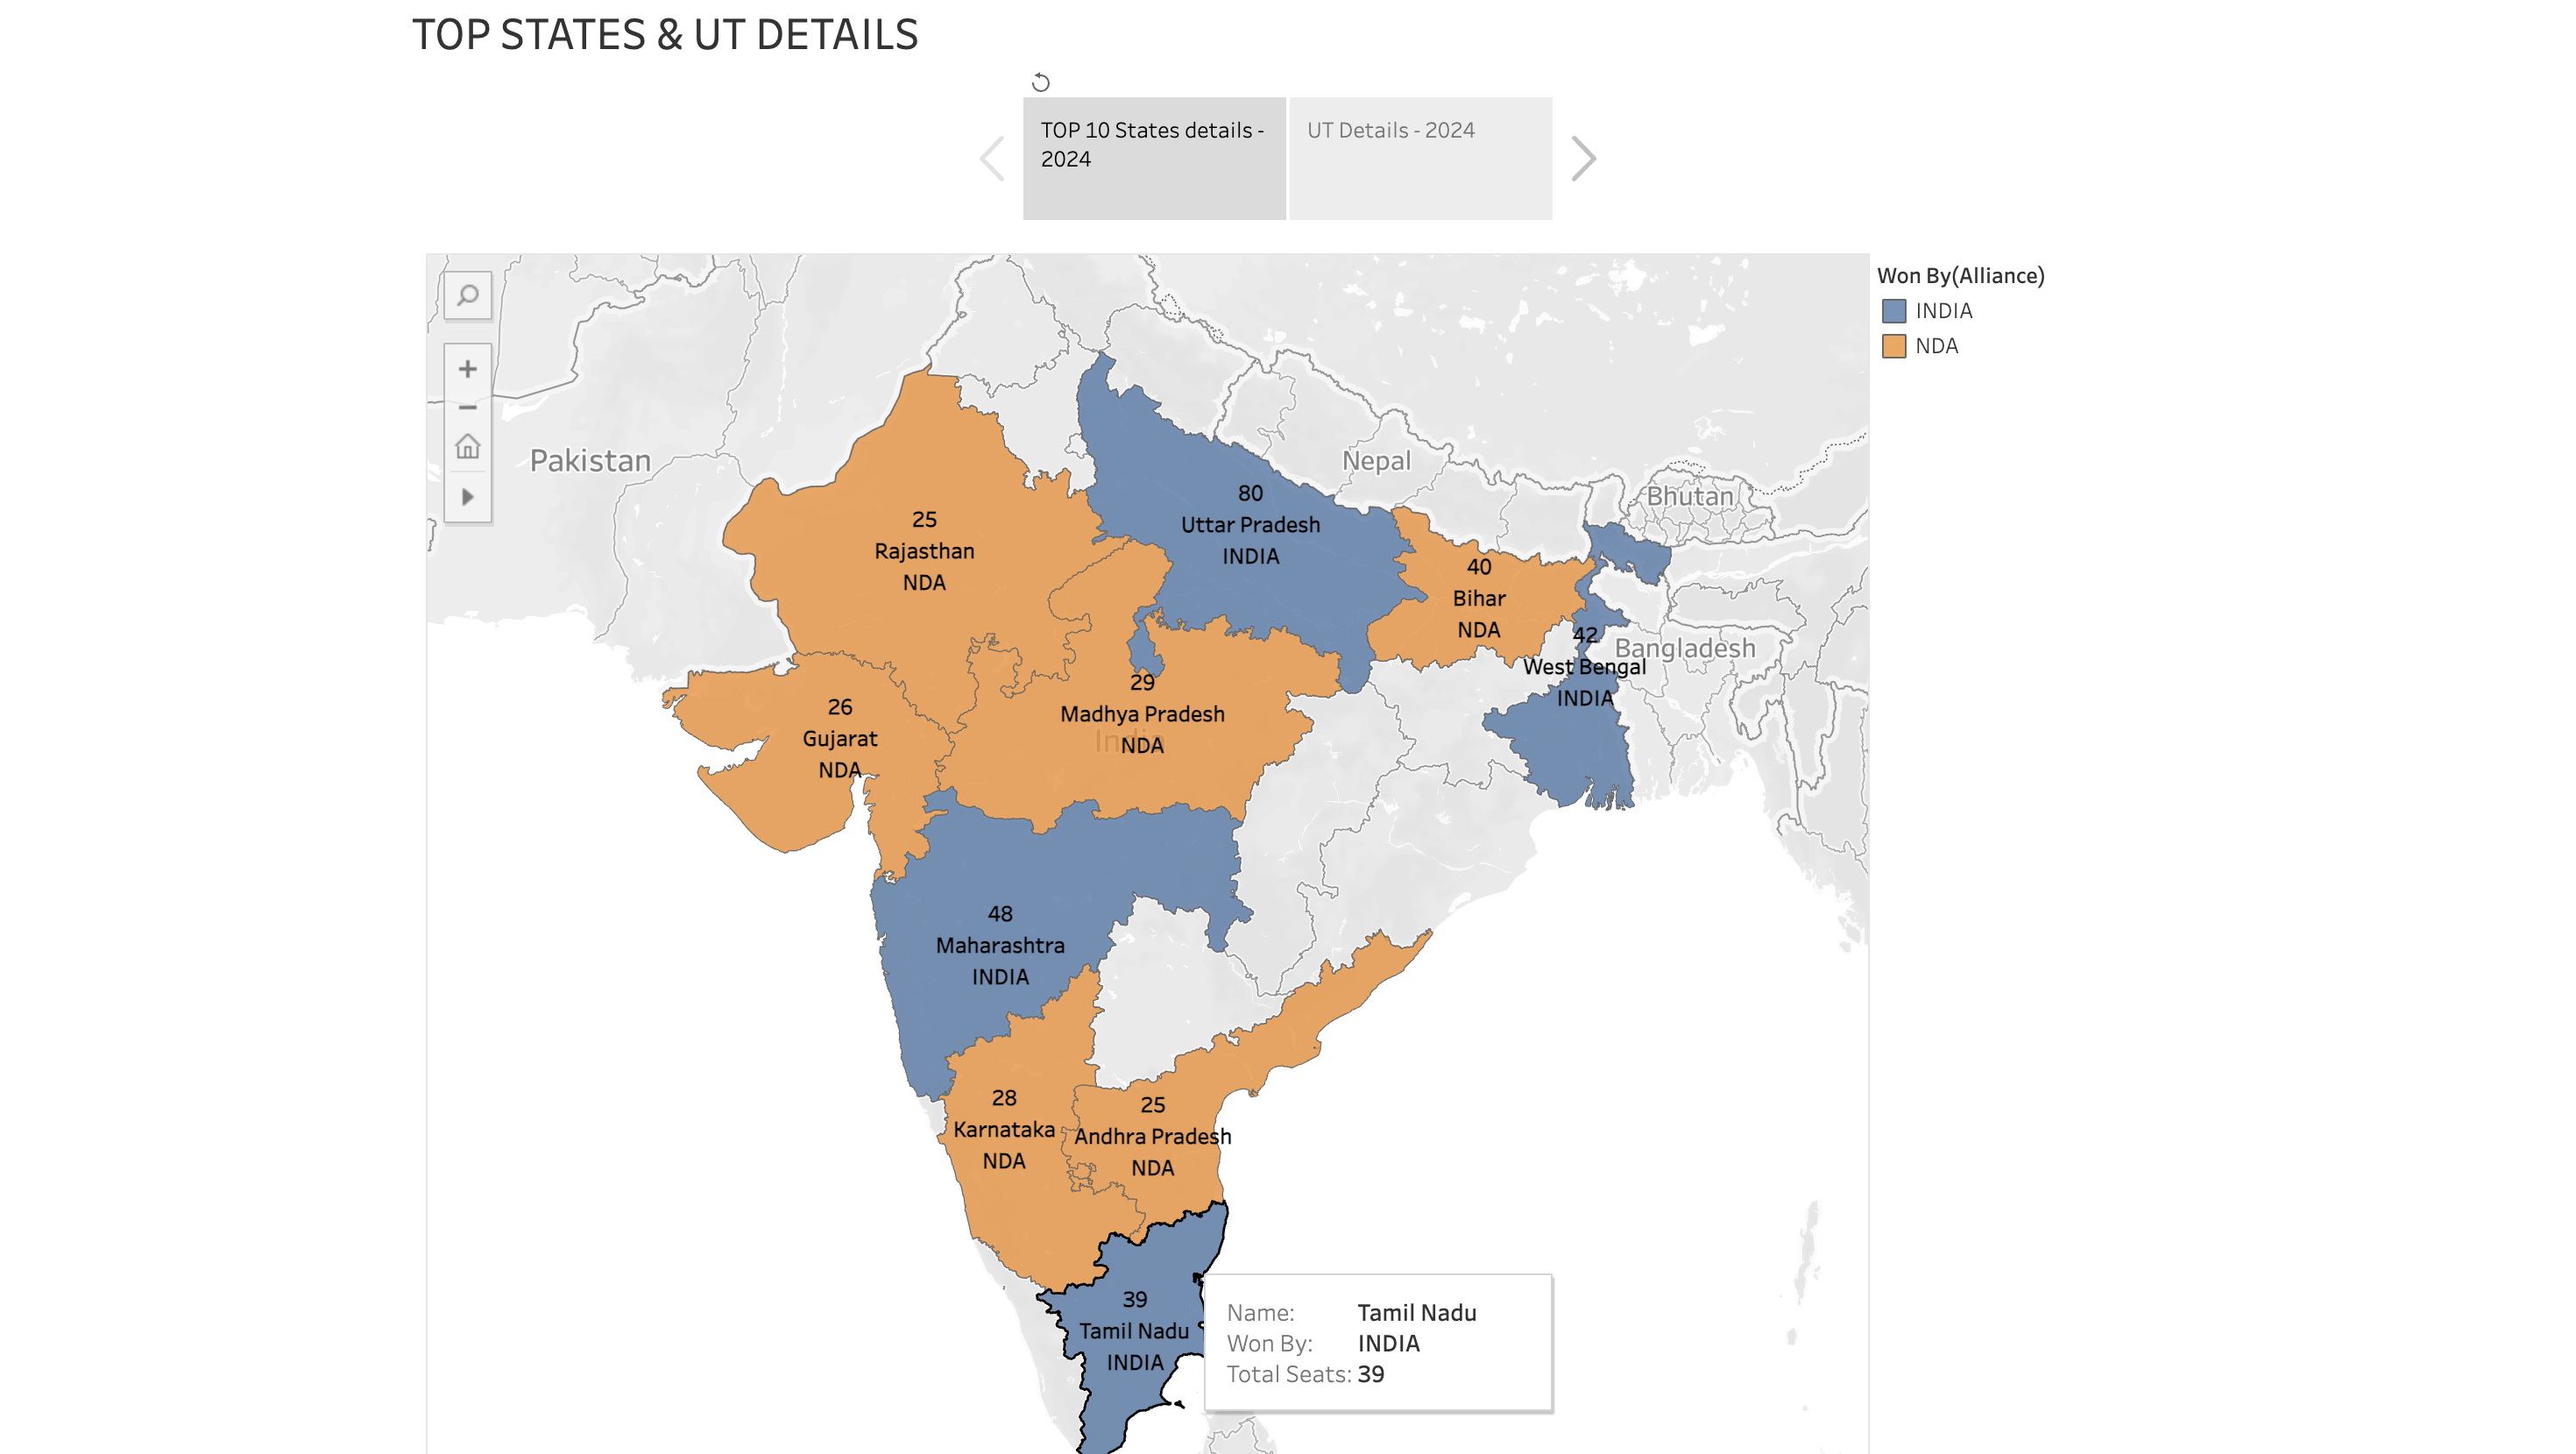 TOP STATES & UT DETAILS
TOP 10 States details -
2024
UT Details - 2024
Won By(Alliance)
INDIA
NDA
Pakistan
Nepal
Bhutan
Bangladesh
India
80
Uttar Pradesh
INDIA
25
Rajasthan
NDA
40
Bihar
NDA
42
West Bengal
INDIA
29
Madhya Pradesh
NDA
26
Gujarat
NDA
48
Maharashtra
INDIA
28
Karnataka
NDA
25
Andhra Pradesh
NDA
39
Tamil Nadu
INDIA
Name: Tamil Nadu
Won By: INDIA
Total Seats: 39